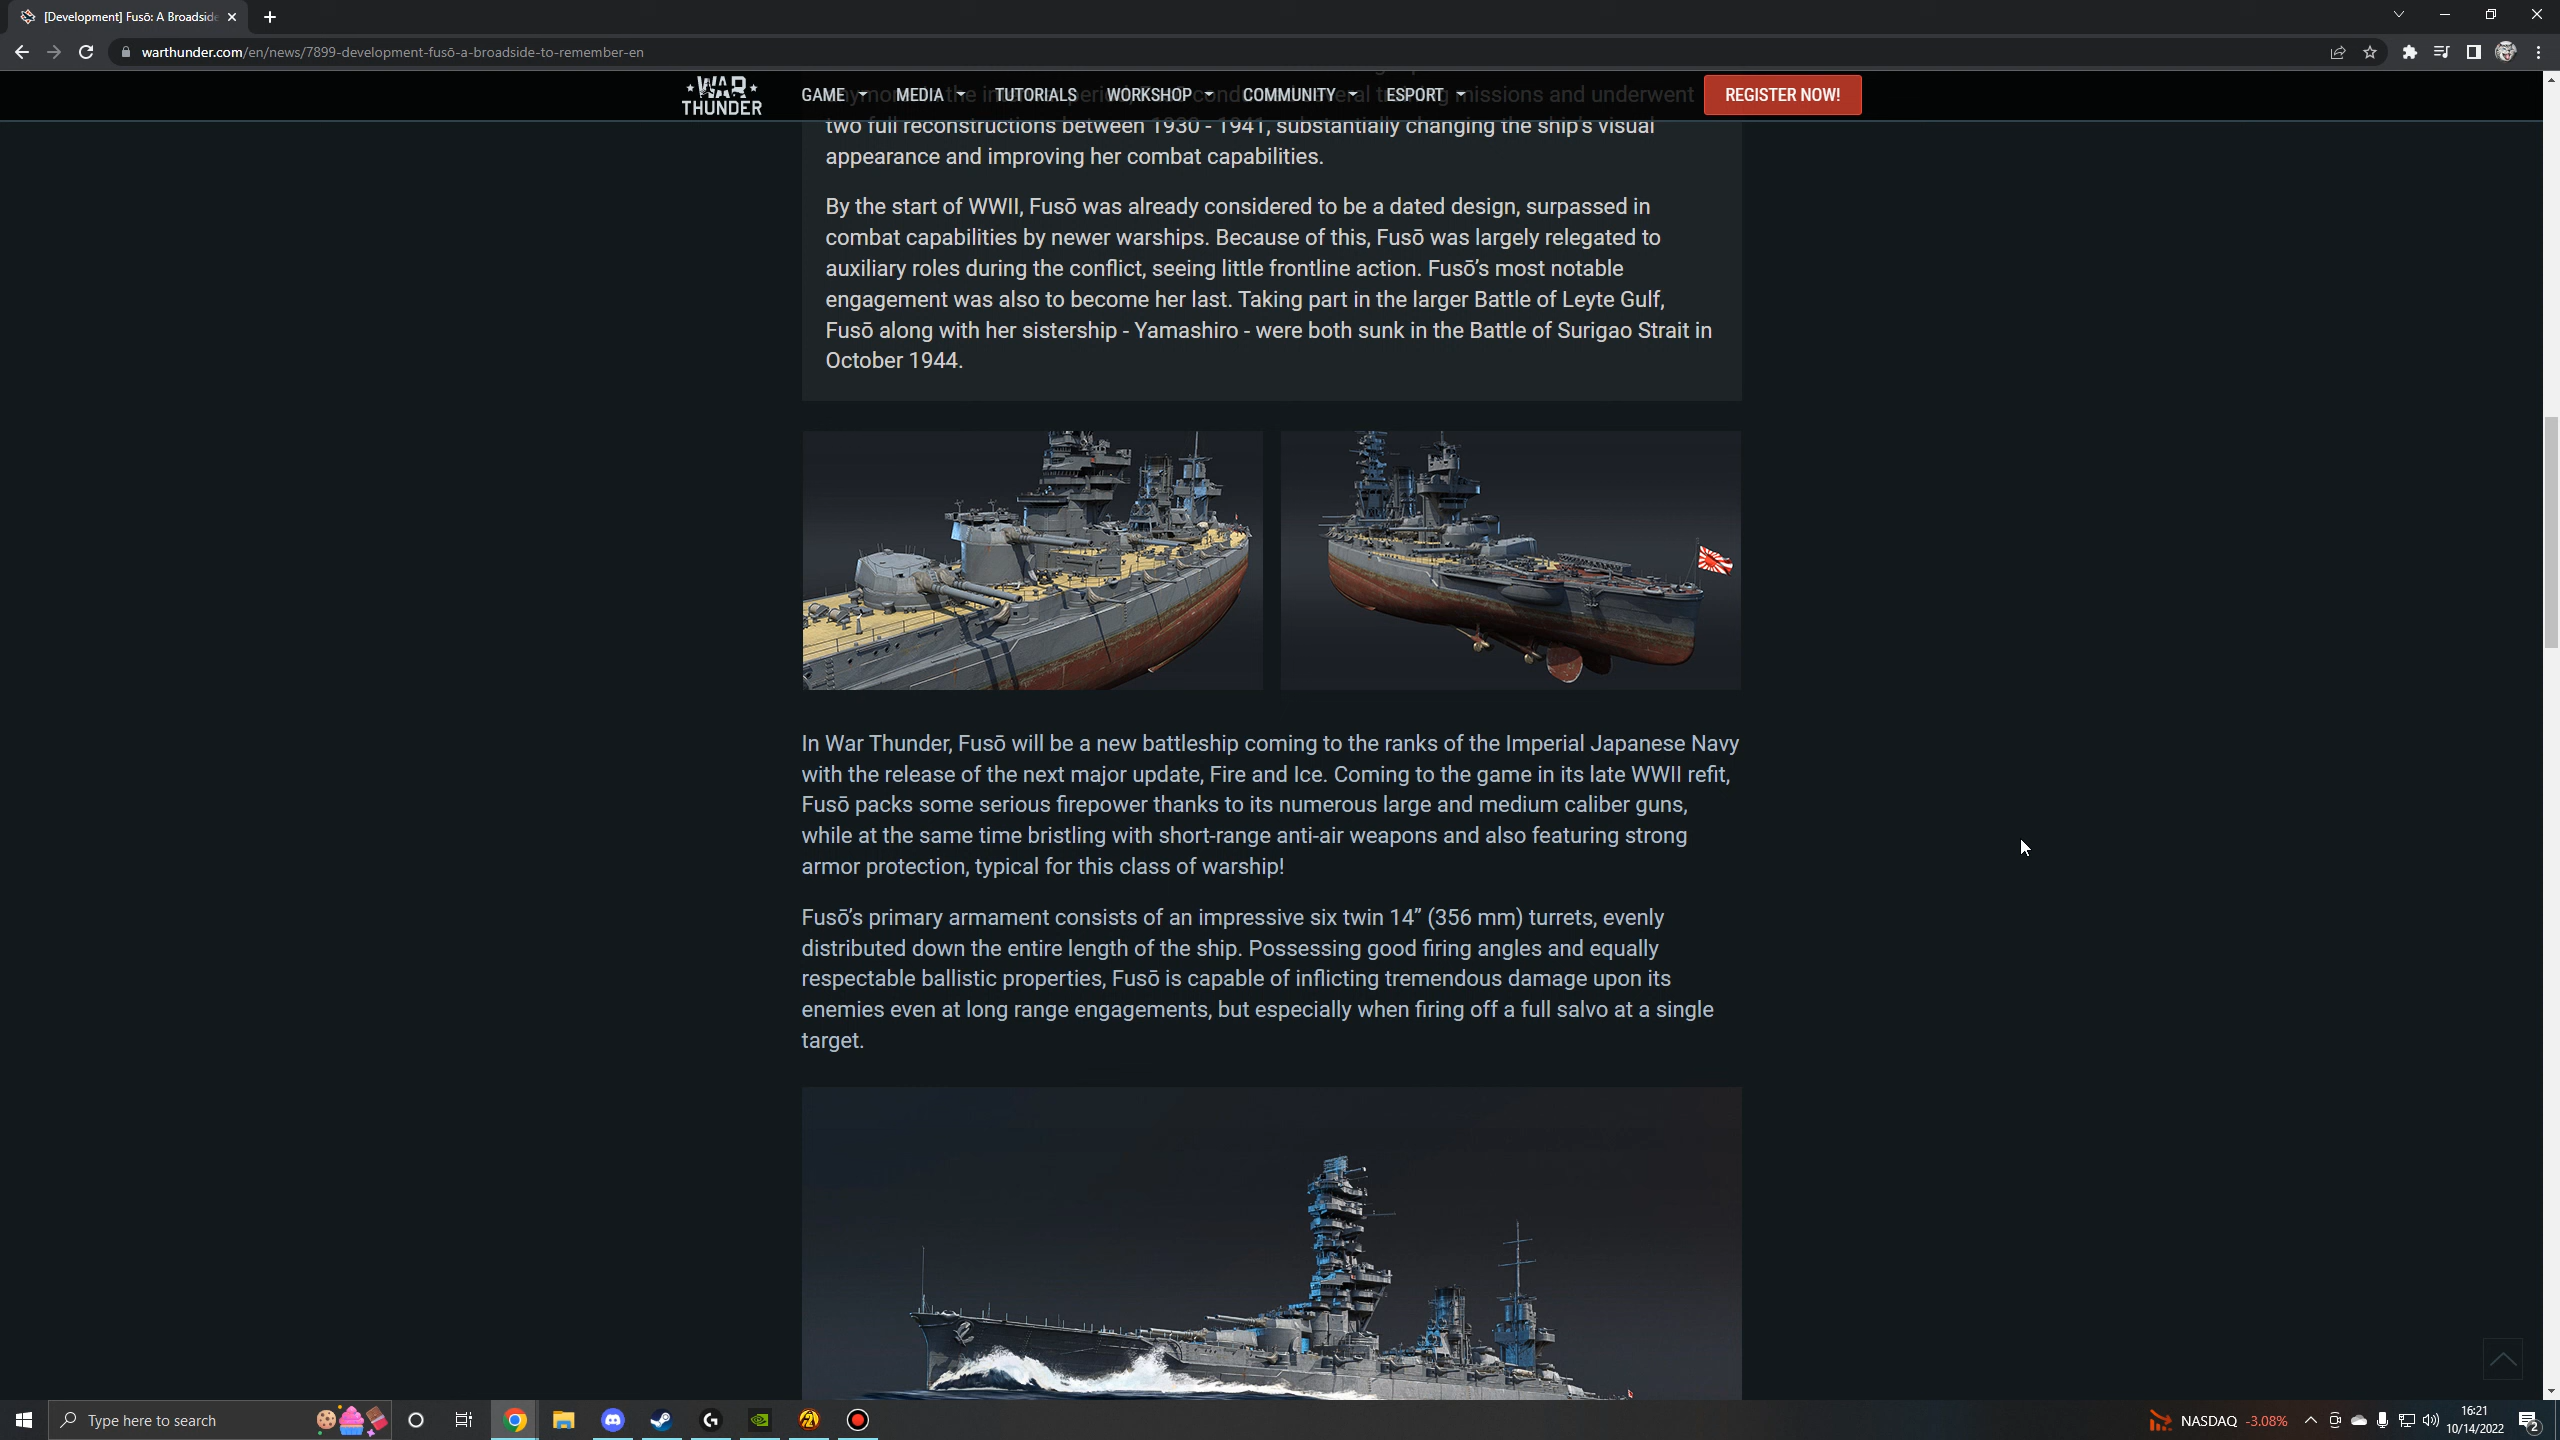 [Development] Fusō: A Broadside
warthunder.com/en/news/7899-development-fusō-a-broadside-to-remember-en
WAR THUNDER
GAME MEDIA TUTORIALS WORKSHOP COMMUNITY ESPORT REGISTER NOW!
missions and underwent
two full reconstructions between 1930 - 1941, substantially changing the ship's visual
appearance and improving her combat capabilities.
By the start of WWII, Fusō was already considered to be a dated design, surpassed in
combat capabilities by newer warships. Because of this, Fusō was largely relegated to
auxiliary roles during the conflict, seeing little frontline action. Fusō's most notable
engagement was also to become her last. Taking part in the larger Battle of Leyte Gulf,
Fusō along with her sistership - Yamashiro - were both sunk in the Battle of Surigao Strait in
October 1944.
In War Thunder, Fusō will be a new battleship coming to the ranks of the Imperial Japanese Navy
with the release of the next major update, Fire and Ice. Coming to the game in its late WWII refit,
Fusō packs some serious firepower thanks to its numerous large and medium caliber guns,
while at the same time bristling with short-range anti-air weapons and also featuring strong
armor protection, typical for this class of warship!
Fusō's primary armament consists of an impressive six twin 14” (356 mm) turrets, evenly
distributed down the entire length of the ship. Possessing good firing angles and equally
respectable ballistic properties, Fusō is capable of inflicting tremendous damage upon its
enemies even at long range engagements, but especially when firing off a full salvo at a single
target.
Type here to search
NASDAQ -3.08%
16:21
10/14/2022
2